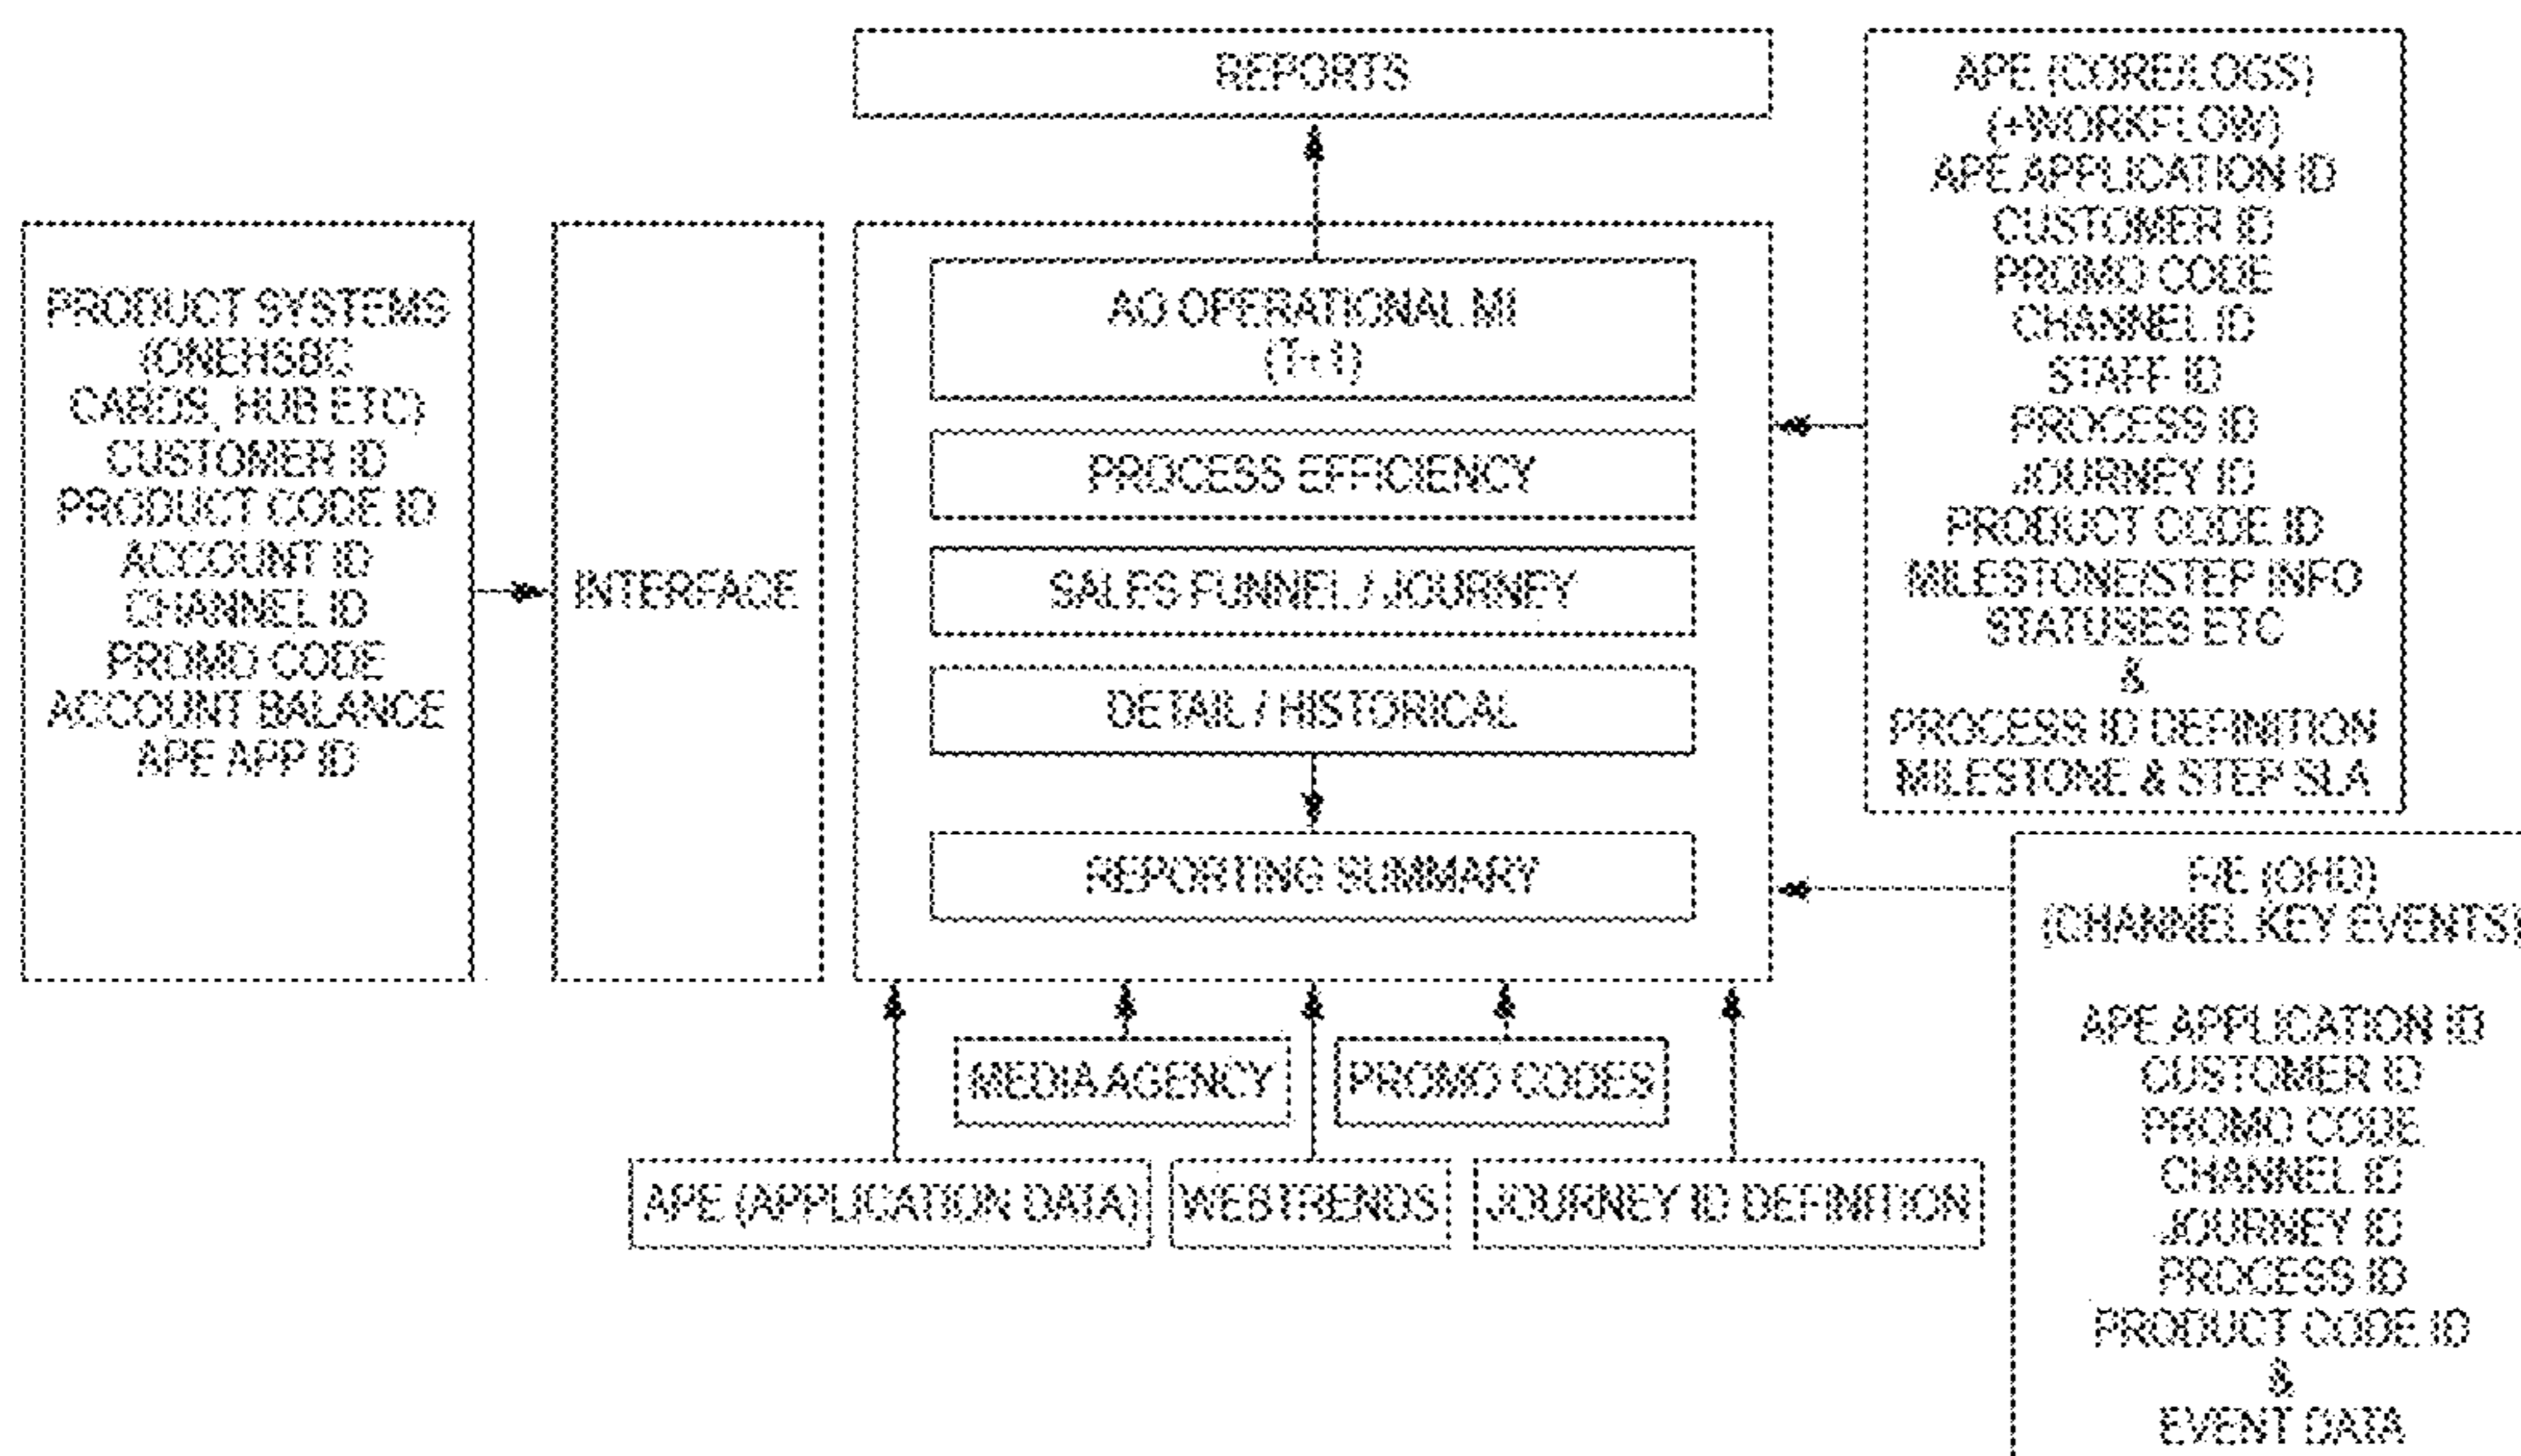 REPORTS
APE (CORE/LOGS)
(+WORKFLOW)
APE APPLICATION ID
CUSTOMER ID
PROMO CODE
CHANNEL ID
STAFF ID
PROCESS ID
JOURNEY ID
PRODUCT CODE ID
MILESTONE/STEP INFO
STATUSES ETC
&
PROCESS ID DEFINITION
MILESTONE & STEP SLA
PRODUCT SYSTEMS
(ONEHSBC
CARDS, HUB ETC)
CUSTOMER ID
PRODUCT CODE ID
ACCOUNT ID
CHANNEL ID
PROMO CODE
ACCOUNT BALANCE
APE APP ID
INTERFACE
AO OPERATIONAL MI
(T+1)
PROCESS EFFICIENCY
SALES FUNNEL / JOURNEY
DETAIL / HISTORICAL
REPORTING SUMMARY
F/E (OHD)
(CHANNEL KEY EVENTS)
APE APPLICATION ID
CUSTOMER ID
PROMO CODE
CHANNEL ID
JOURNEY ID
PROCESS ID
PRODUCT CODE ID
&
EVENT DATA
MEDIA AGENCY
PROMO CODES
APE (APPLICATION DATA)
WEBTRENDS
JOURNEY ID DEFINITION